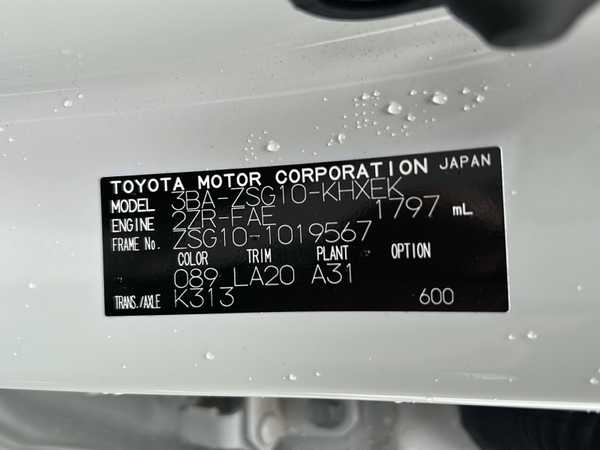 TOYOTA MOTOR CORPORATION JAPAN
MODEL 3BA-ZSG10-KHXEK
ENGINE 2ZR-FAE 1797 mL
FRAME No. ZSG10-1019567
COLOR TRIM PLANT OPTION
089 LA20 A31
TRANS./AXLE K313 600